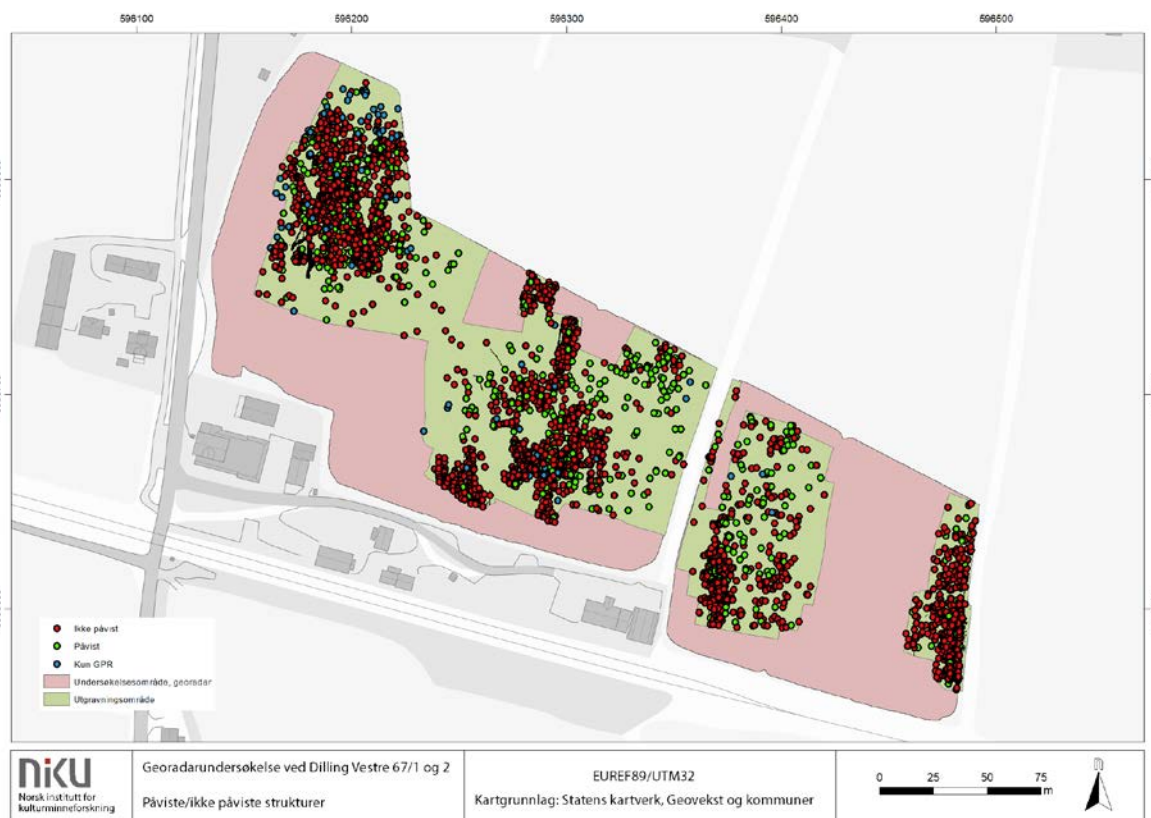 596100 596200 596300 596400 596500
Ikke påvist
Påvist
Kun GPR
Undersøkelsesområde, georadar
Utgravningsområde
niku
Norsk institutt for
kulturminneforskning
Georadarundersøkelse ved Dilling Vestre 67/1 og 2
Påviste/ikke påviste strukturer
EUREF89/UTM32
Kartgrunnlag: Statens kartverk, Geovekst og kommuner
0 25 50 75
m
n